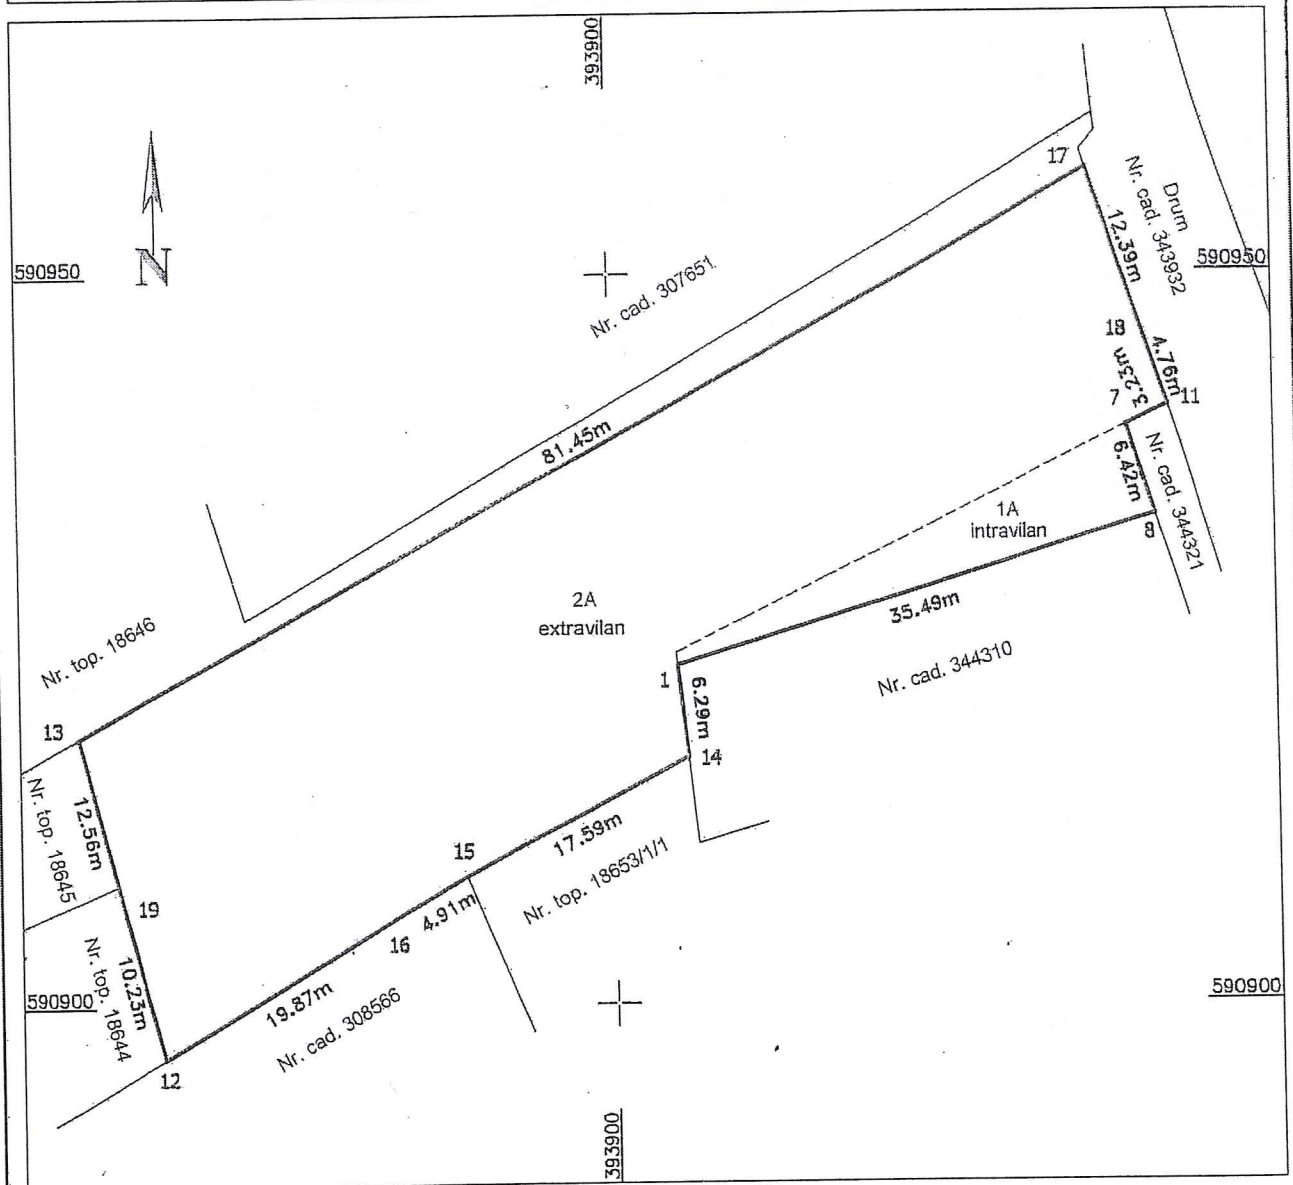 393900
N
590950
590950
17
Drum
Nr. cad. 343932
12.39m
Nr. cad. 307651
18
4.76m
3.23m
7
11
81.45m
6.42m
Nr. cad. 344321
1A
intravilan
8
35.49m
2A
extravilan
Nr. top. 18646
Nr. cad. 344310
1
6.29m
13
14
Nr. top. 18645
12.56m
17.59m
15
Nr. top. 18653/1/1
19
4.91m
16
Nr. top. 18644
10.23m
19.87m
590900
590900
Nr. cad. 308566
12
393900